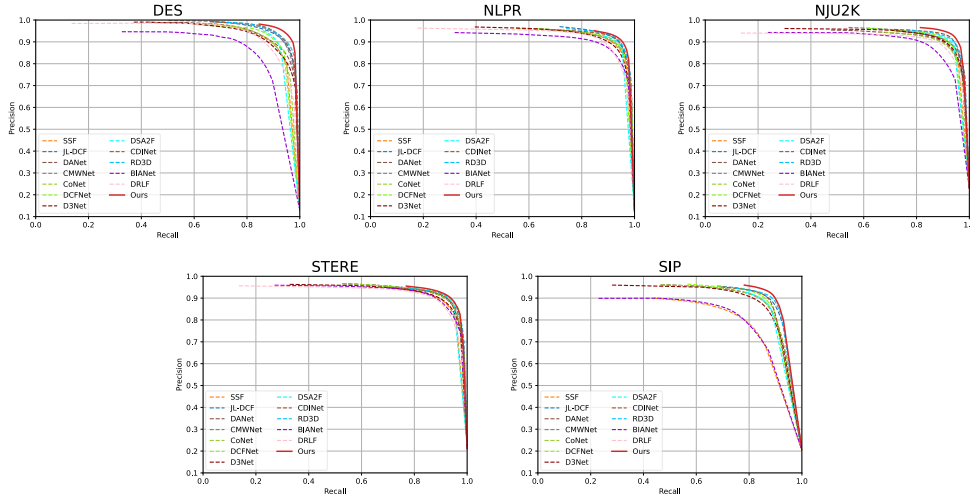 DES
NLPR
NJU2K
Precision
1.0
0.9
0.8
0.7
0.6
0.5
0.4
0.3
0.2
0.1
SSF
JL-DCF
DANet
CMWNet
CoNet
DCFNet
D3Net
DSA2F
CDINet
RD3D
BIANet
DRLF
Ours
0.0 0.2 0.4 0.6 0.8 1.0
Recall
Precision
1.0
0.9
0.8
0.7
0.6
0.5
0.4
0.3
0.2
0.1
SSF
JL-DCF
DANet
CMWNet
CoNet
DCFNet
D3Net
DSA2F
CDINet
RD3D
BIANet
DRLF
Ours
0.0 0.2 0.4 0.6 0.8 1.0
Recall
Precision
1.0
0.9
0.8
0.7
0.6
0.5
0.4
0.3
0.2
0.1
SSF
JL-DCF
DANet
CMWNet
CoNet
DCFNet
D3Net
DSA2F
CDINet
RD3D
BIANet
DRLF
Ours
0.0 0.2 0.4 0.6 0.8 1.0
Recall
STERE
SIP
Precision
1.0
0.9
0.8
0.7
0.6
0.5
0.4
0.3
0.2
0.1
SSF
JL-DCF
DANet
CMWNet
CoNet
DCFNet
D3Net
DSA2F
CDINet
RD3D
BIANet
DRLF
Ours
0.0 0.2 0.4 0.6 0.8 1.0
Recall
Precision
1.0
0.9
0.8
0.7
0.6
0.5
0.4
0.3
0.2
0.1
SSF
JL-DCF
DANet
CMWNet
CoNet
DCFNet
D3Net
DSA2F
CDINet
RD3D
BIANet
DRLF
Ours
0.0 0.2 0.4 0.6 0.8 1.0
Recall